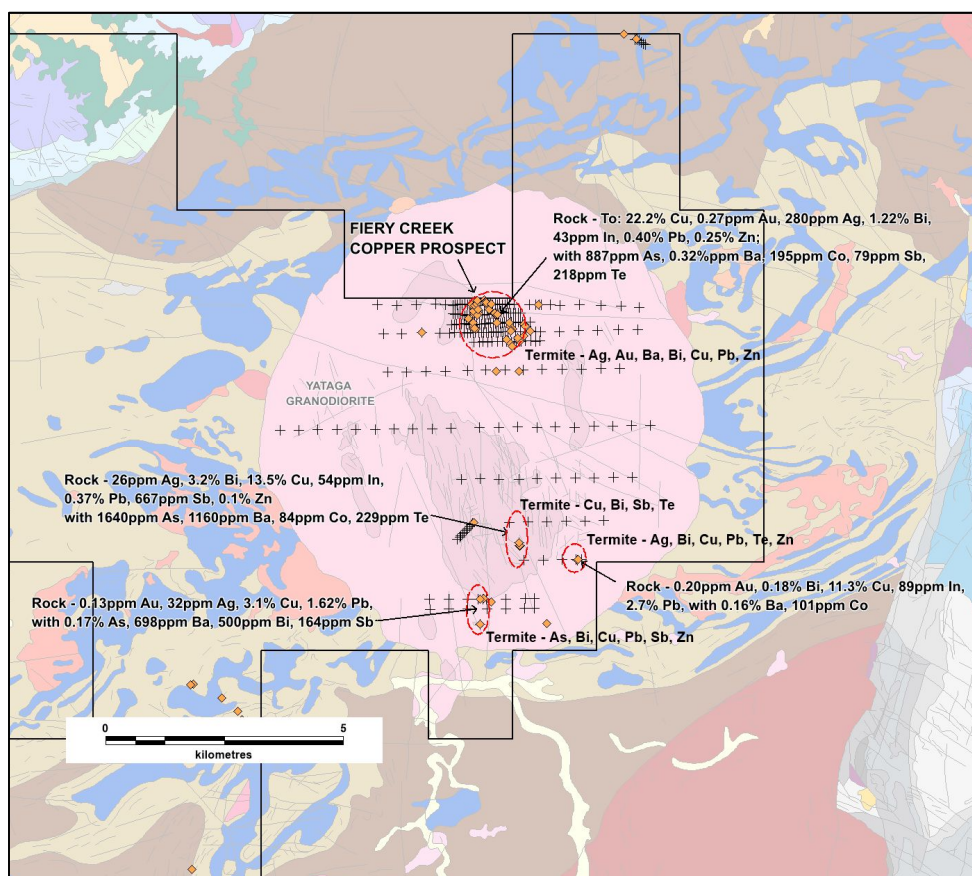 FIERY CREEK
COPPER PROSPECT
Rock - To: 22.2% Cu, 0.27ppm Au, 280ppm Ag, 1.22% Bi,
43ppm In, 0.40% Pb, 0.25% Zn;
with 887ppm As, 0.32%ppm Ba, 195ppm Co, 79ppm Sb,
218ppm Te
Termite - Ag, Au, Ba, Bi, Cu, Pb, Zn
YATAGA
GRANODIORITE
Rock - 26ppm Ag, 3.2% Bi, 13.5% Cu, 54ppm In,
0.37% Pb, 667ppm Sb, 0.1% Zn
with 1640ppm As, 1160ppm Ba, 84ppm Co, 229ppm Te
Termite - Cu, Bi, Sb, Te
Termite - Ag, Bi, Cu, Pb, Te, Zn
Rock - 0.20ppm Au, 0.18% Bi, 11.3% Cu, 89ppm In,
2.7% Pb, with 0.16% Ba, 101ppm Co
Rock - 0.13ppm Au, 32ppm Ag, 3.1% Cu, 1.62% Pb,
with 0.17% As, 698ppm Ba, 500ppm Bi, 164ppm Sb
Termite - As, Bi, Cu, Pb, Sb, Zn
0 5
kilometres